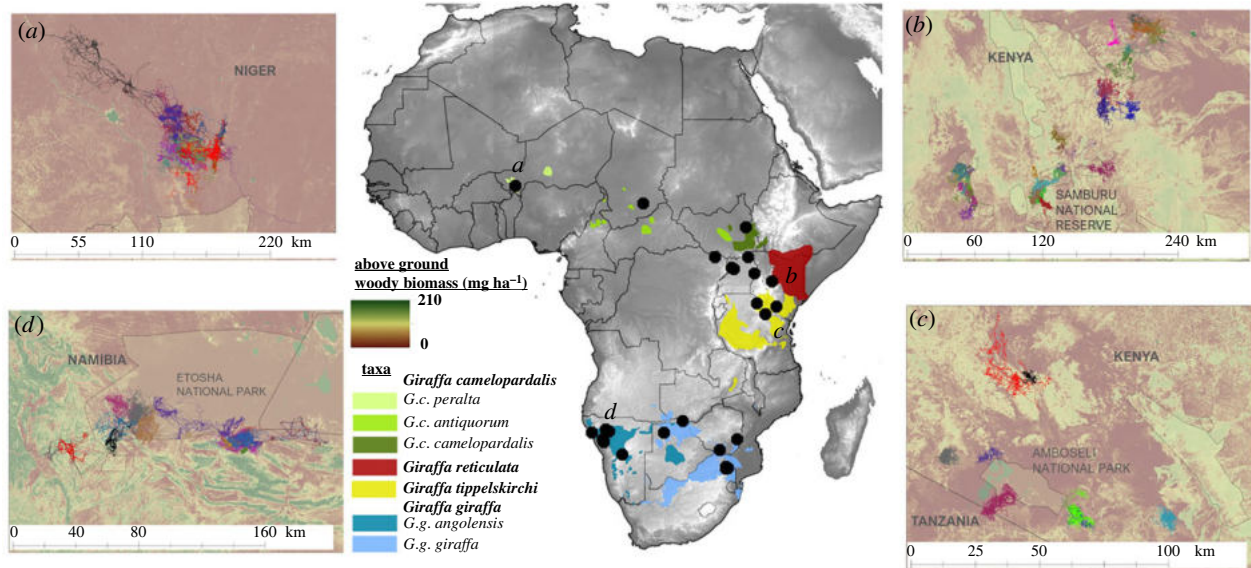 (a)
NIGER
0 55 110 220 km
(b)
KENYA
SAMBURU
NATIONAL
RESERVE
0 60 120 240 km
a
b
c
d
above ground
woody biomass (mg ha⁻¹)
210
0
taxa
Giraffa camelopardalis
G.c. peralta
G.c. antiquorum
G.c. camelopardalis
Giraffa reticulata
Giraffa tippelskirchi
Giraffa giraffa
G.g. angolensis
G.g. giraffa
(d)
NAMIBIA
ETOSHA
NATIONAL PARK
0 20 40 80 160 km
(c)
KENYA
AMBOSELI
NATIONAL PARK
TANZANIA
0 25 50 100 km